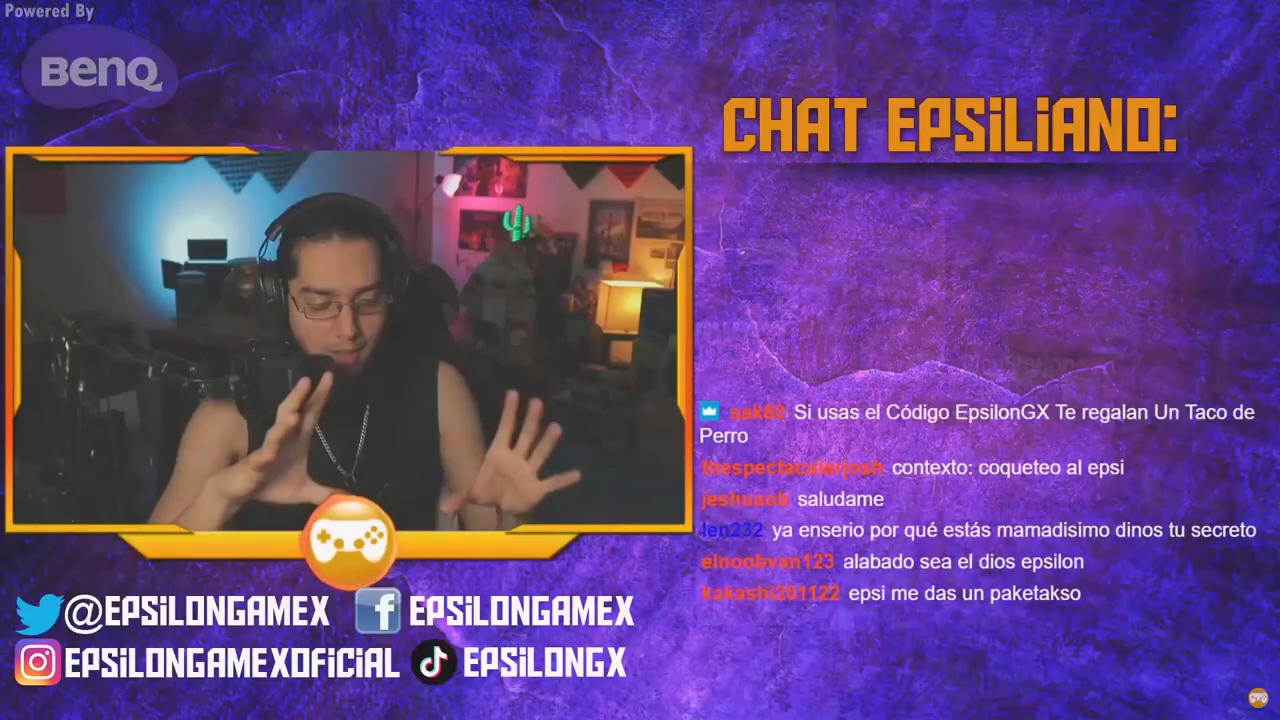 Powered By
BenQ
CHAT EPSILIANO:
sak80 Si usas el Código EpsilonGX Te regalan Un Taco de
Perro
thespectacularjosh contexto: coqueteo al epsi
jeshuaob saludame
len232 ya enserio por qué estás mamadisimo dinos tu secreto
elnoobvan123 alabado sea el dios epsilon
kakashi201122 epsi me das un paketakso
@EPSILONGAMEX EPSILONGAMEX
EPSILONGAMEXOFICIAL EPSILONGX